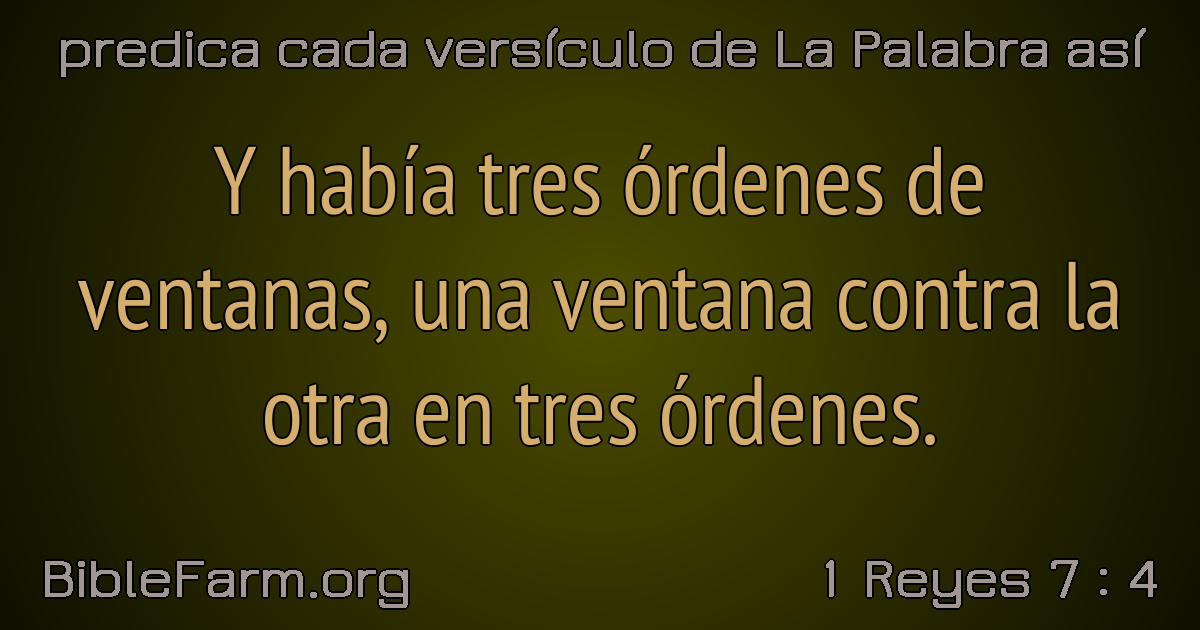 predica cada versículo de La Palabra así
Y había tres órdenes de
ventanas, una ventana contra la
otra en tres órdenes.
BibleFarm.org
1 Reyes 7 : 4